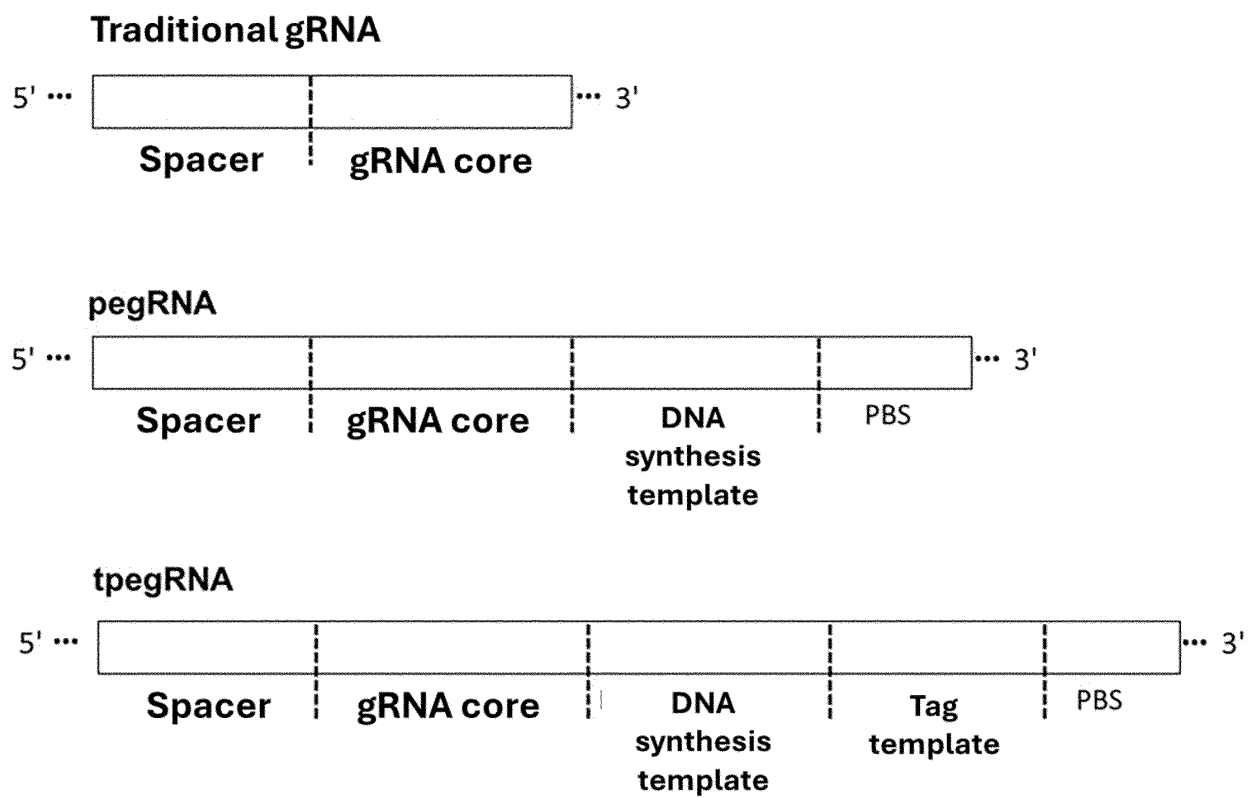 Traditional gRNA
5' ··· ··· 3'
Spacer gRNA core
pegRNA
5' ··· ··· 3'
Spacer gRNA core DNA synthesis template PBS
tpegRNA
5' ··· ··· 3'
Spacer gRNA core DNA synthesis template Tag template PBS